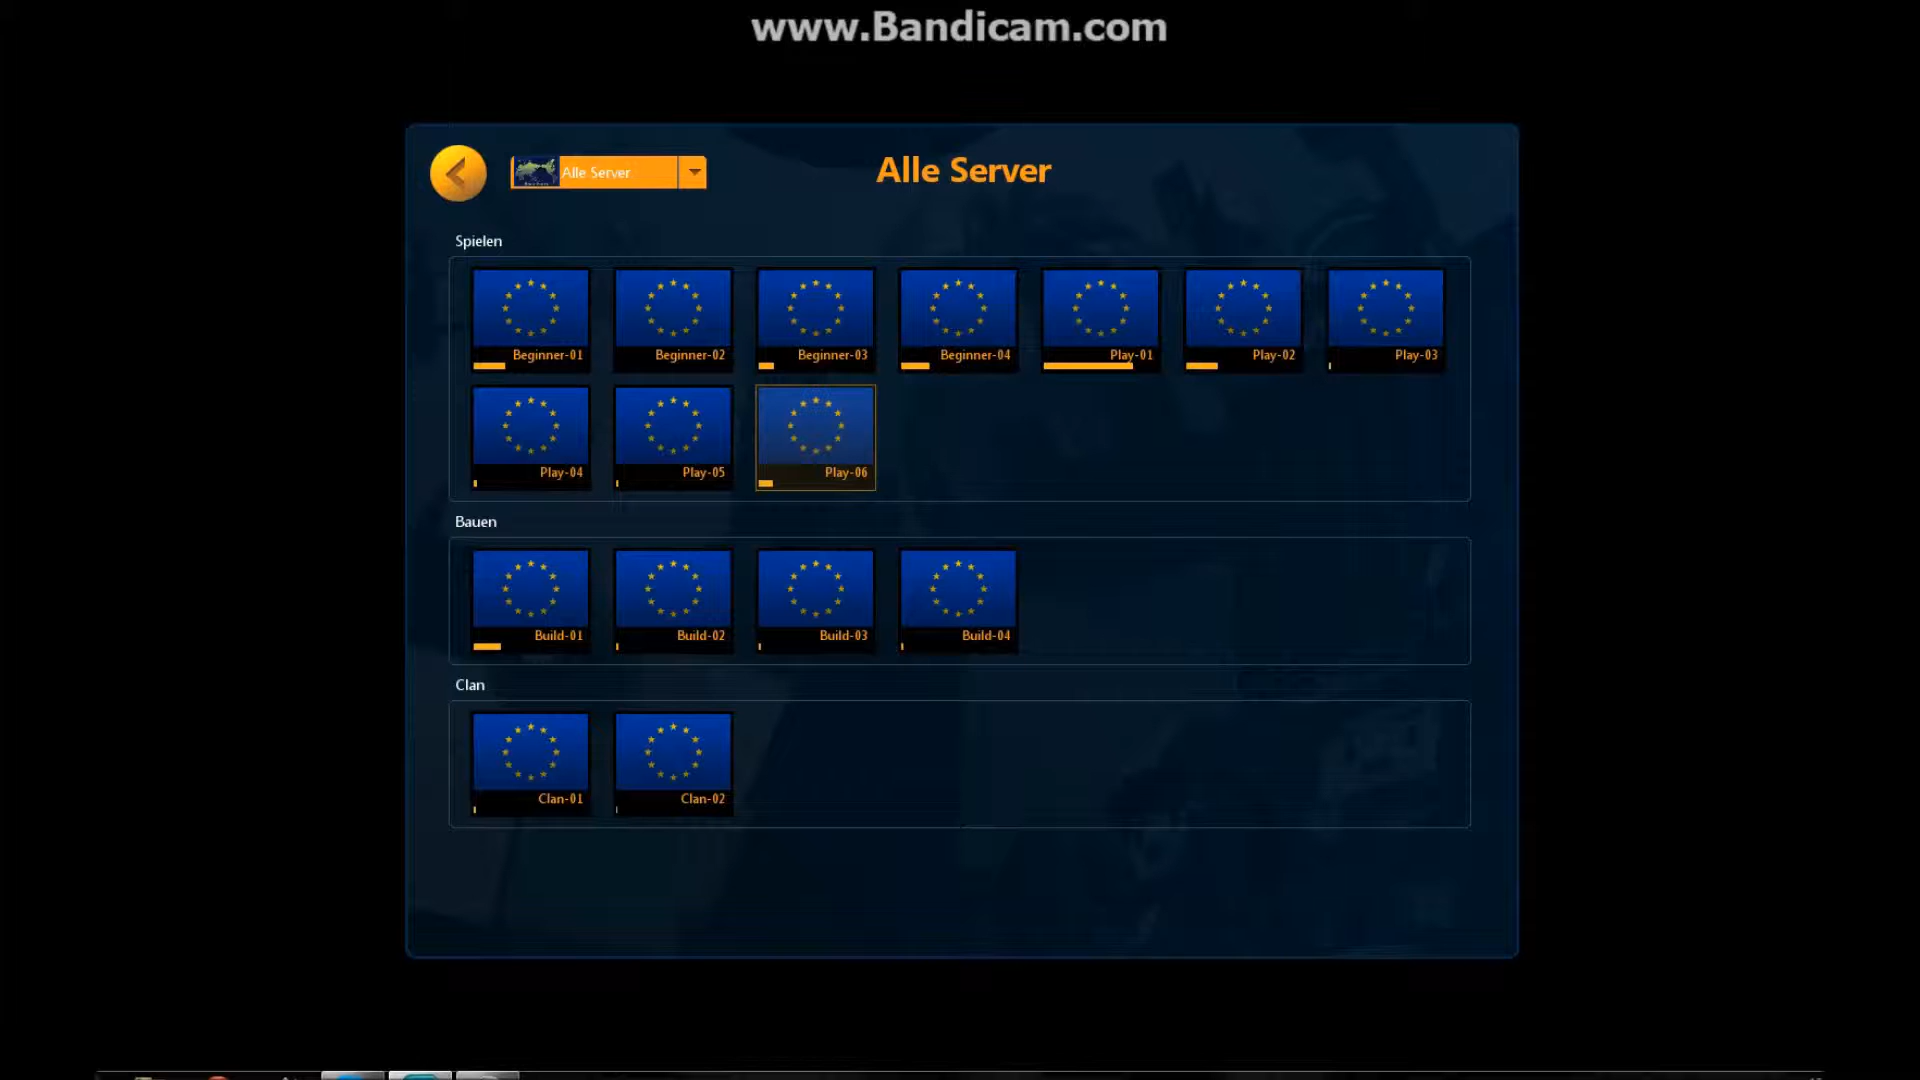 www.Bandicam.com
Alle Server
Alle Server
Spielen
Beginner-01
Beginner-02
Beginner-03
Beginner-04
Play-01
Play-02
Play-03
Play-04
Play-05
Play-06
Bauen
Build-01
Build-02
Build-03
Build-04
Clan
Clan-01
Clan-02